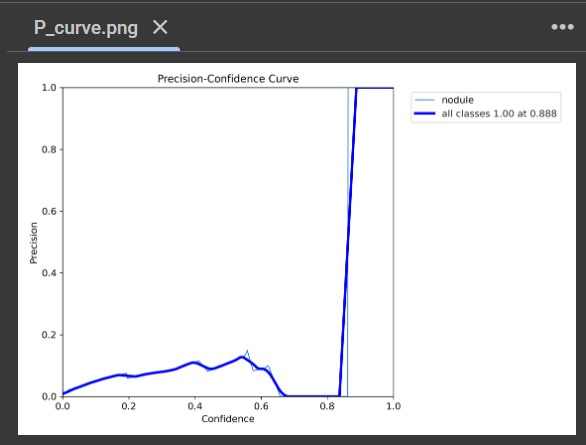 P_curve.png
Precision-Confidence Curve
1.0
0.8
0.6
0.4
0.2
0.0
Precision
0.0 0.2 0.4 0.6 0.8 1.0
Confidence
nodule
all classes 1.00 at 0.888